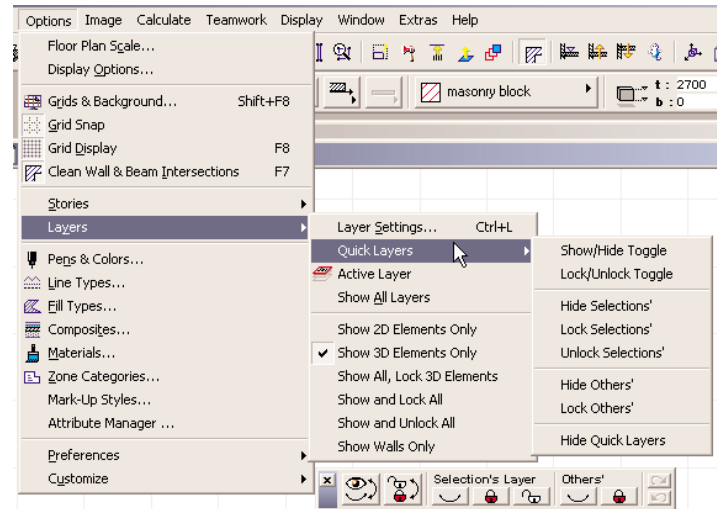 Options Image Calculate Teamwork Display Window Extras Help
Floor Plan Scale...
Display Options...
Grids & Background... Shift+F8
Grid Snap
Grid Display F8
Clean Wall & Beam Intersections F7
Stories
Layers
Pens & Colors...
Line Types...
Fill Types...
Composites...
Materials...
Zone Categories...
Mark-Up Styles...
Attribute Manager ...
Preferences
Customize
masonry block
t : 2700
b : 0
Layer Settings... Ctrl+L
Quick Layers
Active Layer
Show All Layers
Show 2D Elements Only
Show 3D Elements Only
Show All, Lock 3D Elements
Show and Lock All
Show and Unlock All
Show Walls Only
Show/Hide Toggle
Lock/Unlock Toggle
Hide Selections'
Lock Selections'
Unlock Selections'
Hide Others'
Lock Others'
Hide Quick Layers
Selection's Layer Others'